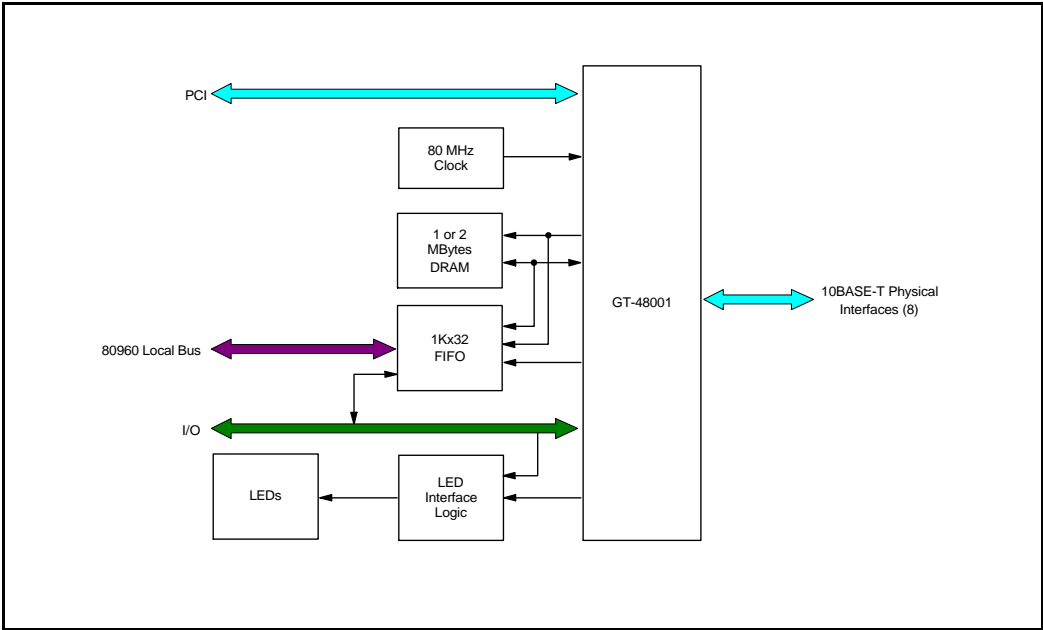 PCI
80 MHz
Clock
1 or 2
MBytes
DRAM
GT-48001
10BASE-T Physical
Interfaces (8)
1Kx32
FIFO
80960 Local Bus
I/O
LEDs
LED
Interface
Logic